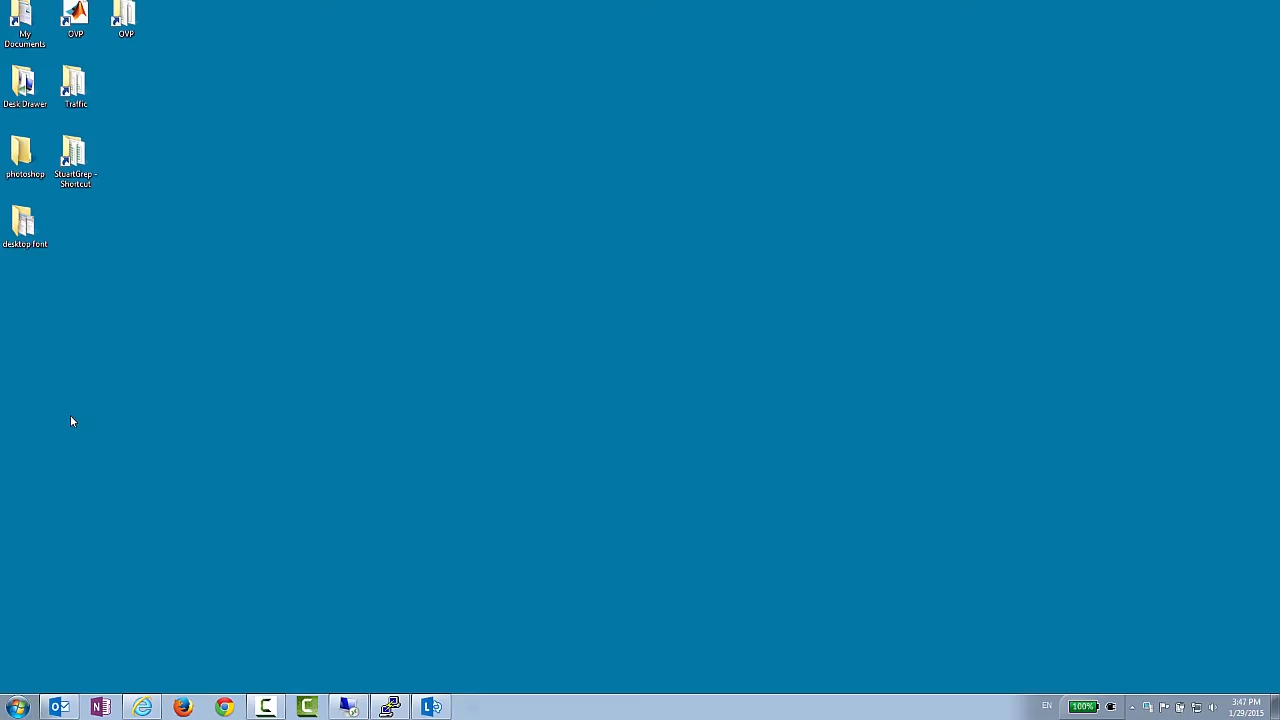 My
Documents
OVP
OVP
Desk Drawer
Traffic
photoshop
StuartGrep -
Shortcut
desktop font
EN
100%
3:47 PM
1/29/2015